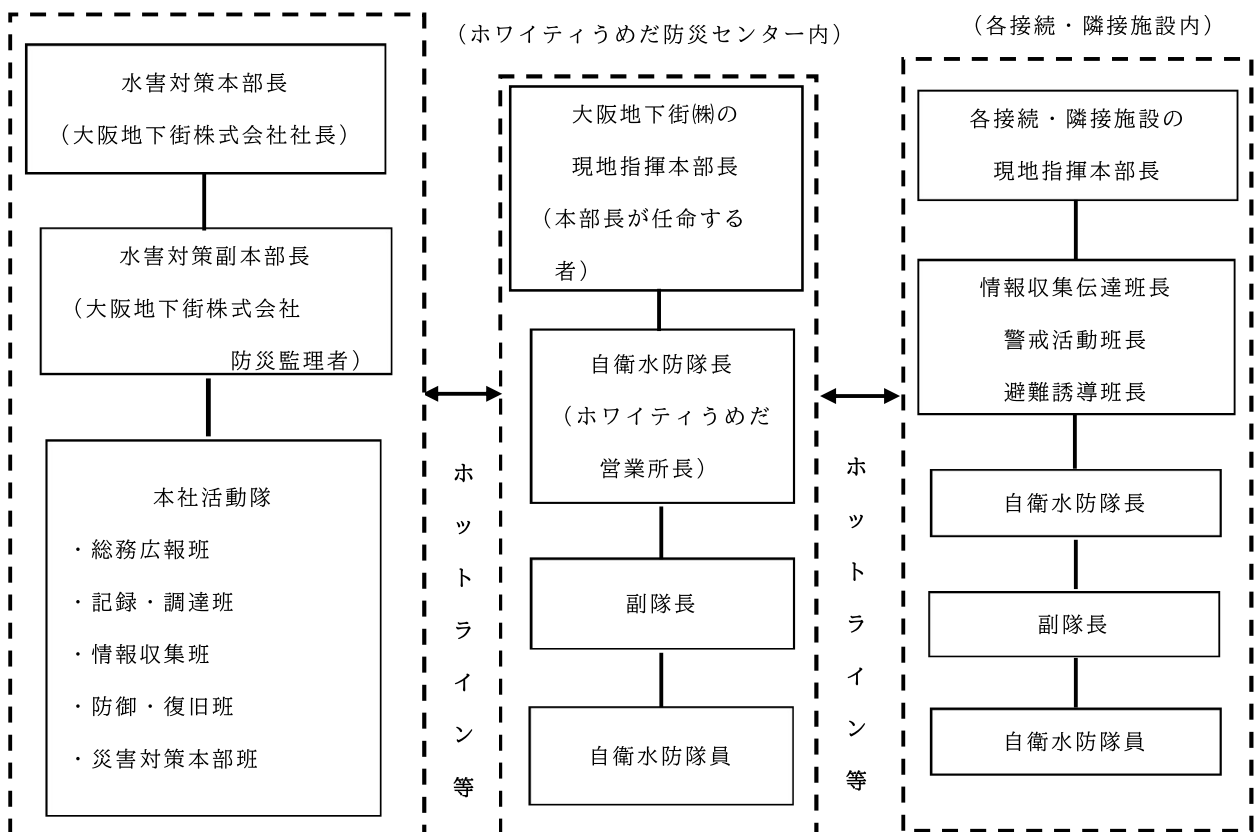 水害対策本部長
（大阪地下街株式会社社長）
水害対策副本部長
（大阪地下街株式会社
防災監理者）
本社活動隊
・総務広報班
・記録・調達班
・情報収集班
・防御・復旧班
・災害対策本部班
ホットライン等
（ホワイティうめだ防災センター内）
大阪地下街㈱の
現地指揮本部長
（本部長が任命する
者）
自衛水防隊長
（ホワイティうめだ
営業所長）
副隊長
自衛水防隊員
ホットライン等
（各接続・隣接施設内）
各接続・隣接施設の
現地指揮本部長
情報収集伝達班長
警戒活動班長
避難誘導班長
自衛水防隊長
副隊長
自衛水防隊員